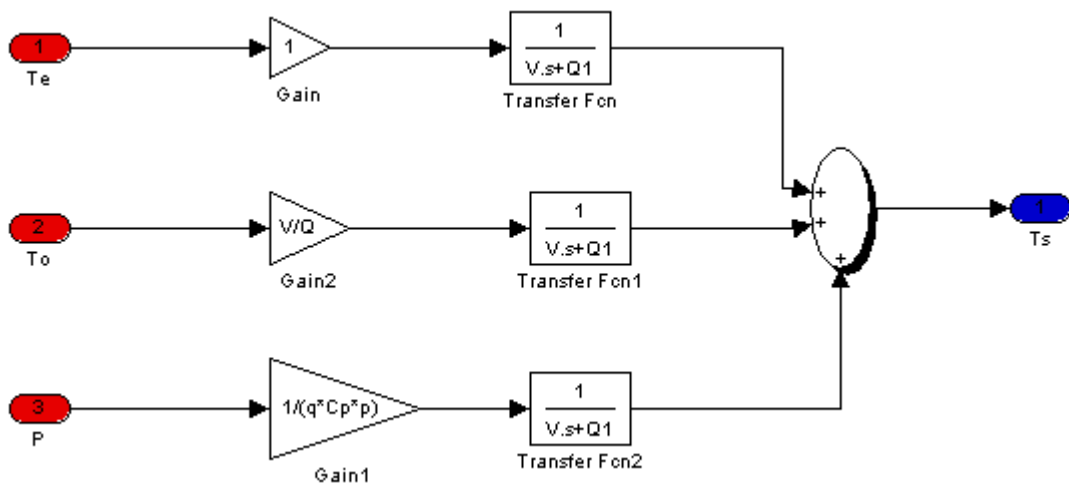 1
Te
1
Gain
1
V.s+Q1
Transfer Fcn
2
To
V/Q
Gain2
1
V.s+Q1
Transfer Fcn1
3
P
1/(q*Cp*p)
Gain1
1
V.s+Q1
Transfer Fcn2
+
+
+
1
Ts